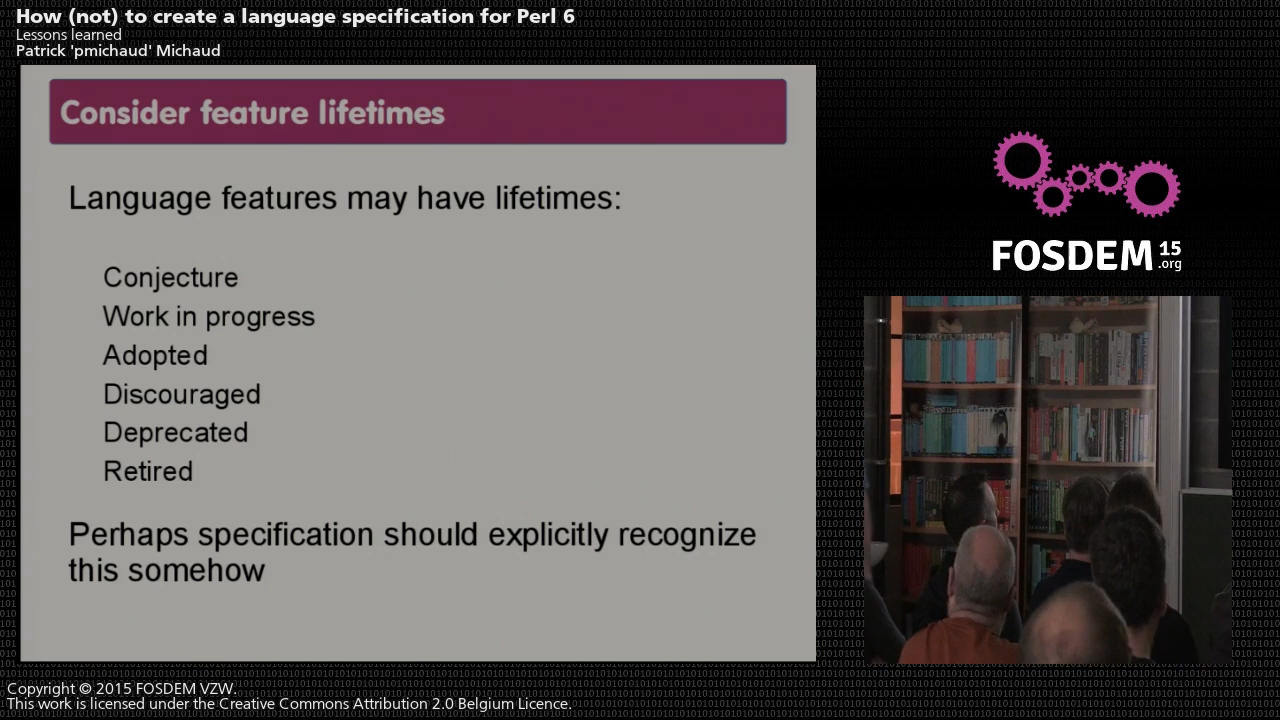 How (not) to create a language specification for Perl 6
Lessons learned
Patrick 'pmichaud' Michaud
Consider feature lifetimes
Language features may have lifetimes:
Conjecture
Work in progress
Adopted
Discouraged
Deprecated
Retired
Perhaps specification should explicitly recognize
this somehow
FOSDEM 15
.org
Copyright © 2015 FOSDEM VZW.
This work is licensed under the Creative Commons Attribution 2.0 Belgium Licence.